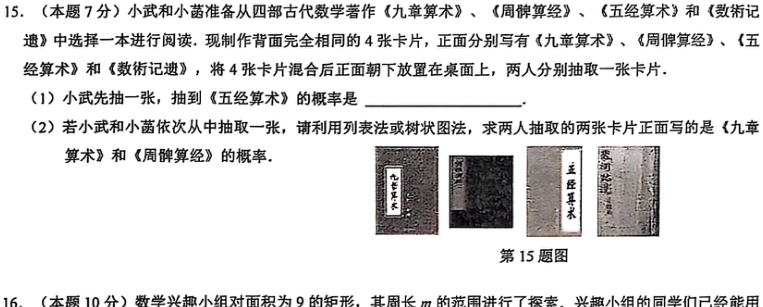 15. （本题 7 分）小武和小菡准备从四部古代数学著作《九章算术》、《周髀算经》、《五经算术》和《数術记
遗》中选择一本进行阅读. 现制作背面完全相同的 4 张卡片，正面分别写有《九章算术》、《周髀算经》、《五
经算术》和《数術记遗》，将 4 张卡片混合后正面朝下放置在桌面上，两人分别抽取一张卡片.
（1）小武先抽一张，抽到《五经算术》的概率是
（2）若小武和小菡依次从中抽取一张，请利用列表法或树状图法，求两人抽取的两张卡片正面写的是《九章
算术》和《周髀算经》的概率.
九章算术
五经算术
第 15 题图
16. （本题 10 分）数学兴趣小组对面积为 9 的矩形，其周长 m 的范围进行了探索。兴趣小组的同学们已经能用